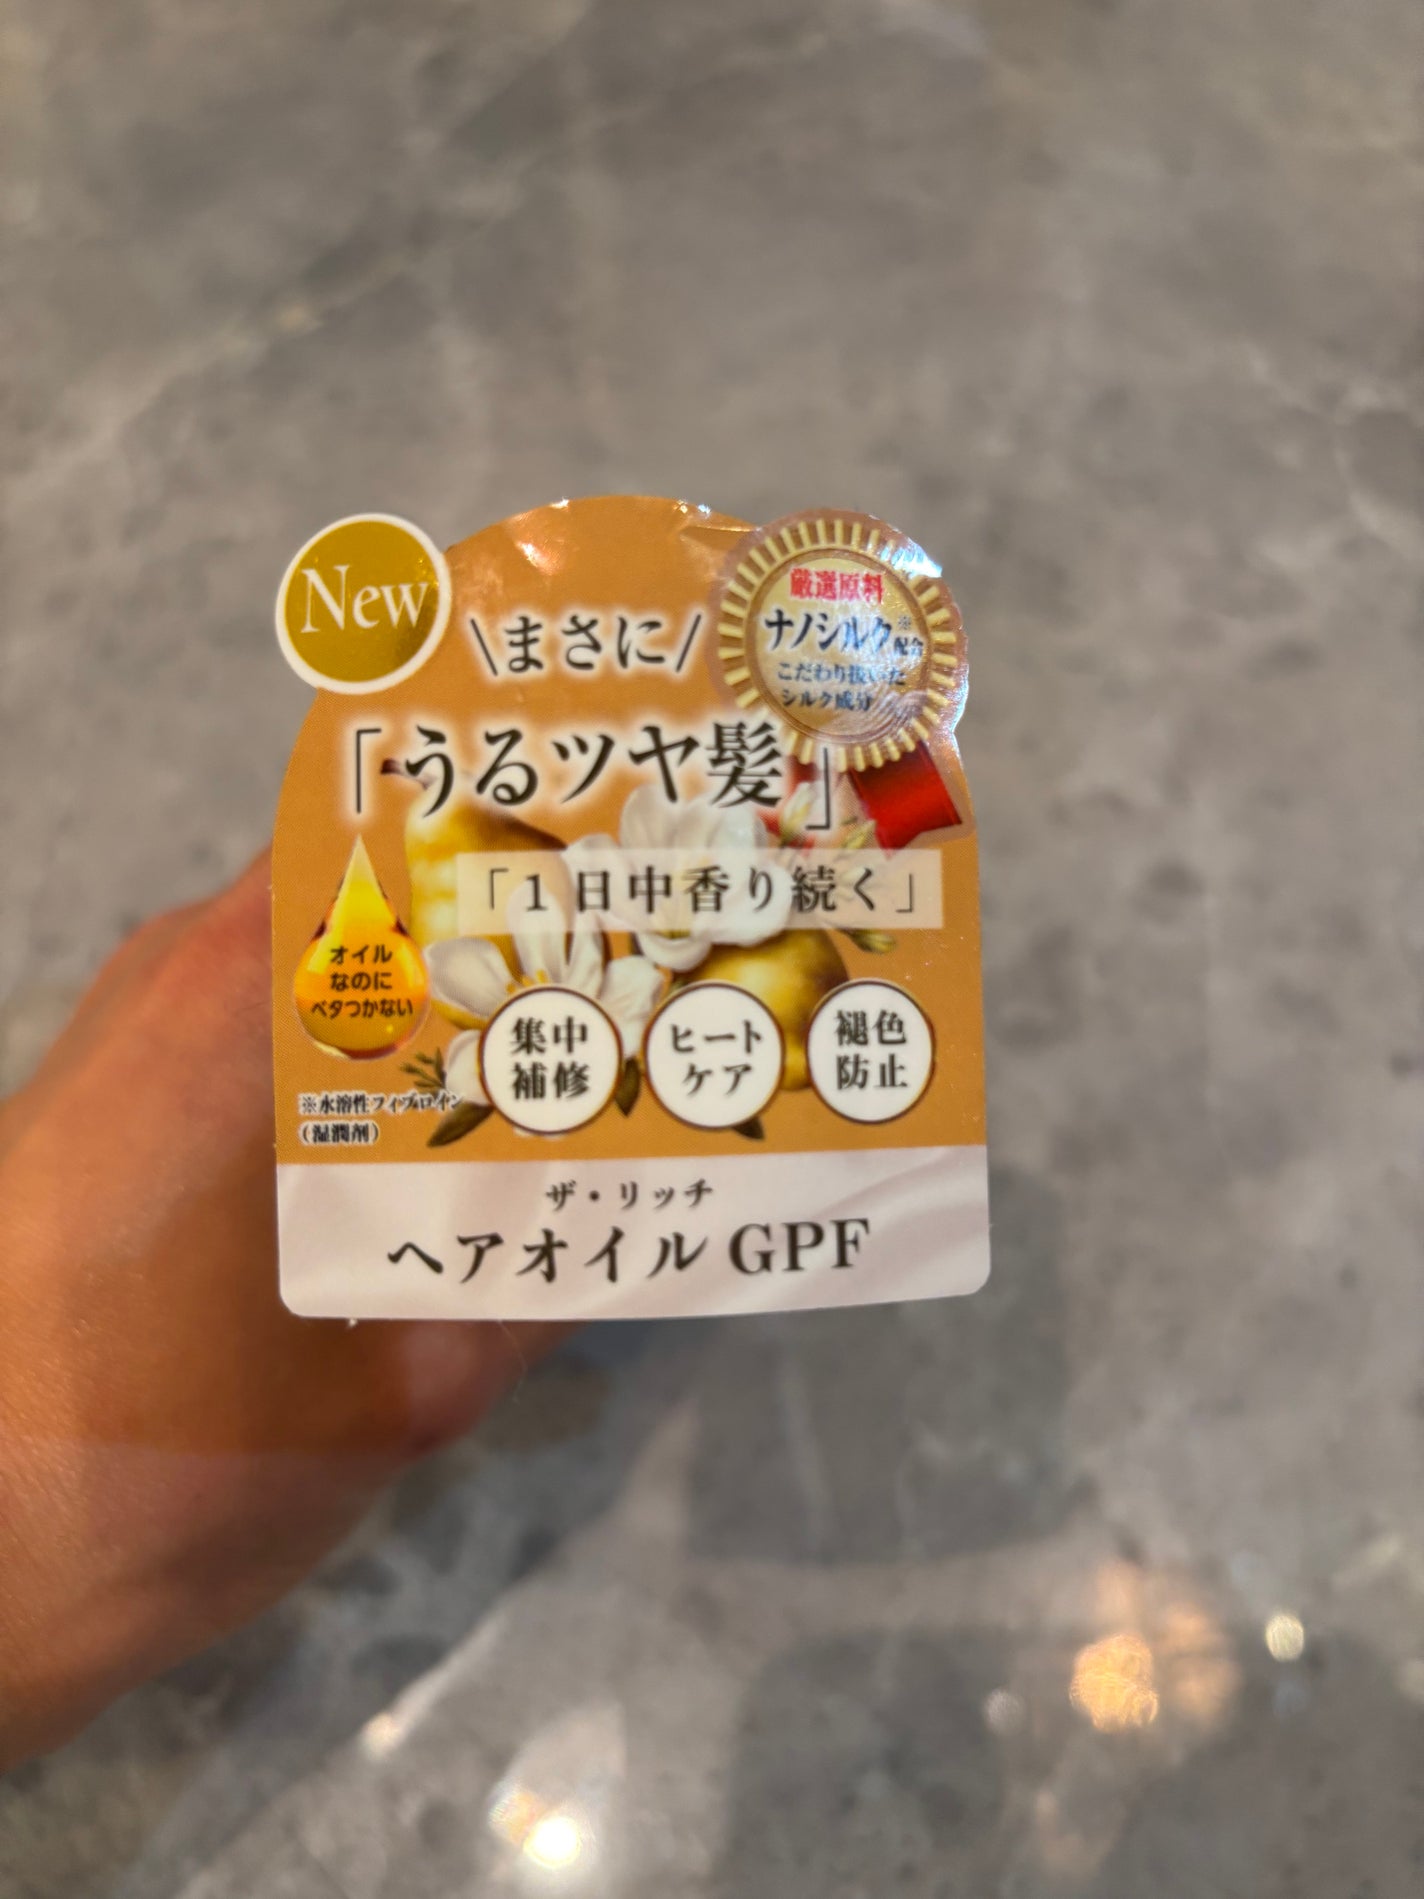 New
\まさに/
厳選原料
ナノシルク※配合
こだわり抜いた
シルク成分
「うるツヤ髪」
「1日中香り続く」
オイル
なのに
ベタつかない
集中
補修
ヒート
ケア
褪色
防止
※水溶性フィブロイン
(湿潤剤)
ザ・リッチ
ヘアオイル GPF